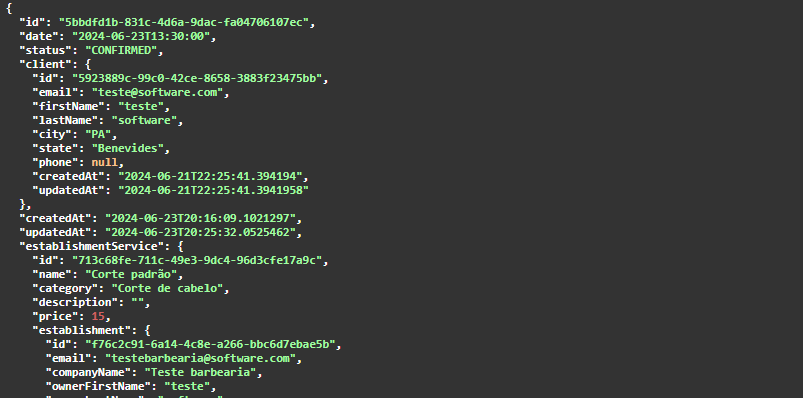 {
"id": "5bbdfd1b-831c-4d6a-9dac-fa04706107ec",
"date": "2024-06-23T13:30:00",
"status": "CONFIRMED",
"client": {
"id": "5923889c-99c0-42ce-8658-3883f23475bb",
"email": "teste@software.com",
"firstName": "teste",
"lastName": "software",
"city": "PA",
"state": "Benevides",
"phone": null,
"createdAt": "2024-06-21T22:25:41.394194",
"updatedAt": "2024-06-21T22:25:41.3941958"
},
"createdAt": "2024-06-23T20:16:09.1021297",
"updatedAt": "2024-06-23T20:25:32.0525462",
"establishmentService": {
"id": "713c68fe-711c-49e3-9dc4-96d3cfe17a9c",
"name": "Corte padrão",
"category": "Corte de cabelo",
"description": "",
"price": 15,
"establishment": {
"id": "f76c2c91-6a14-4c8e-a266-bbc6d7ebae5b",
"email": "testebarbearia@software.com",
"companyName": "Teste barbearia",
"ownerFirstName": "teste",